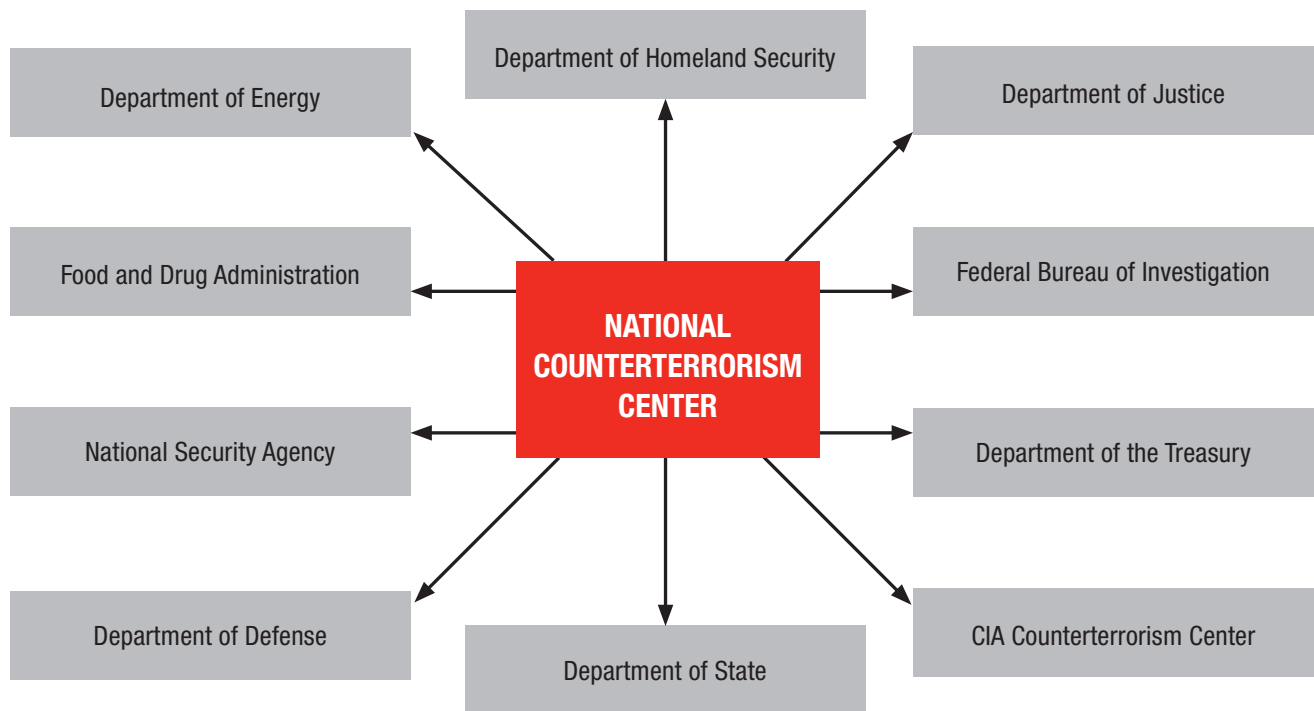 Department of Homeland Security
Department of Energy
Department of Justice
Food and Drug Administration
Federal Bureau of Investigation
NATIONAL
COUNTERTERRORISM
CENTER
National Security Agency
Department of the Treasury
Department of Defense
CIA Counterterrorism Center
Department of State